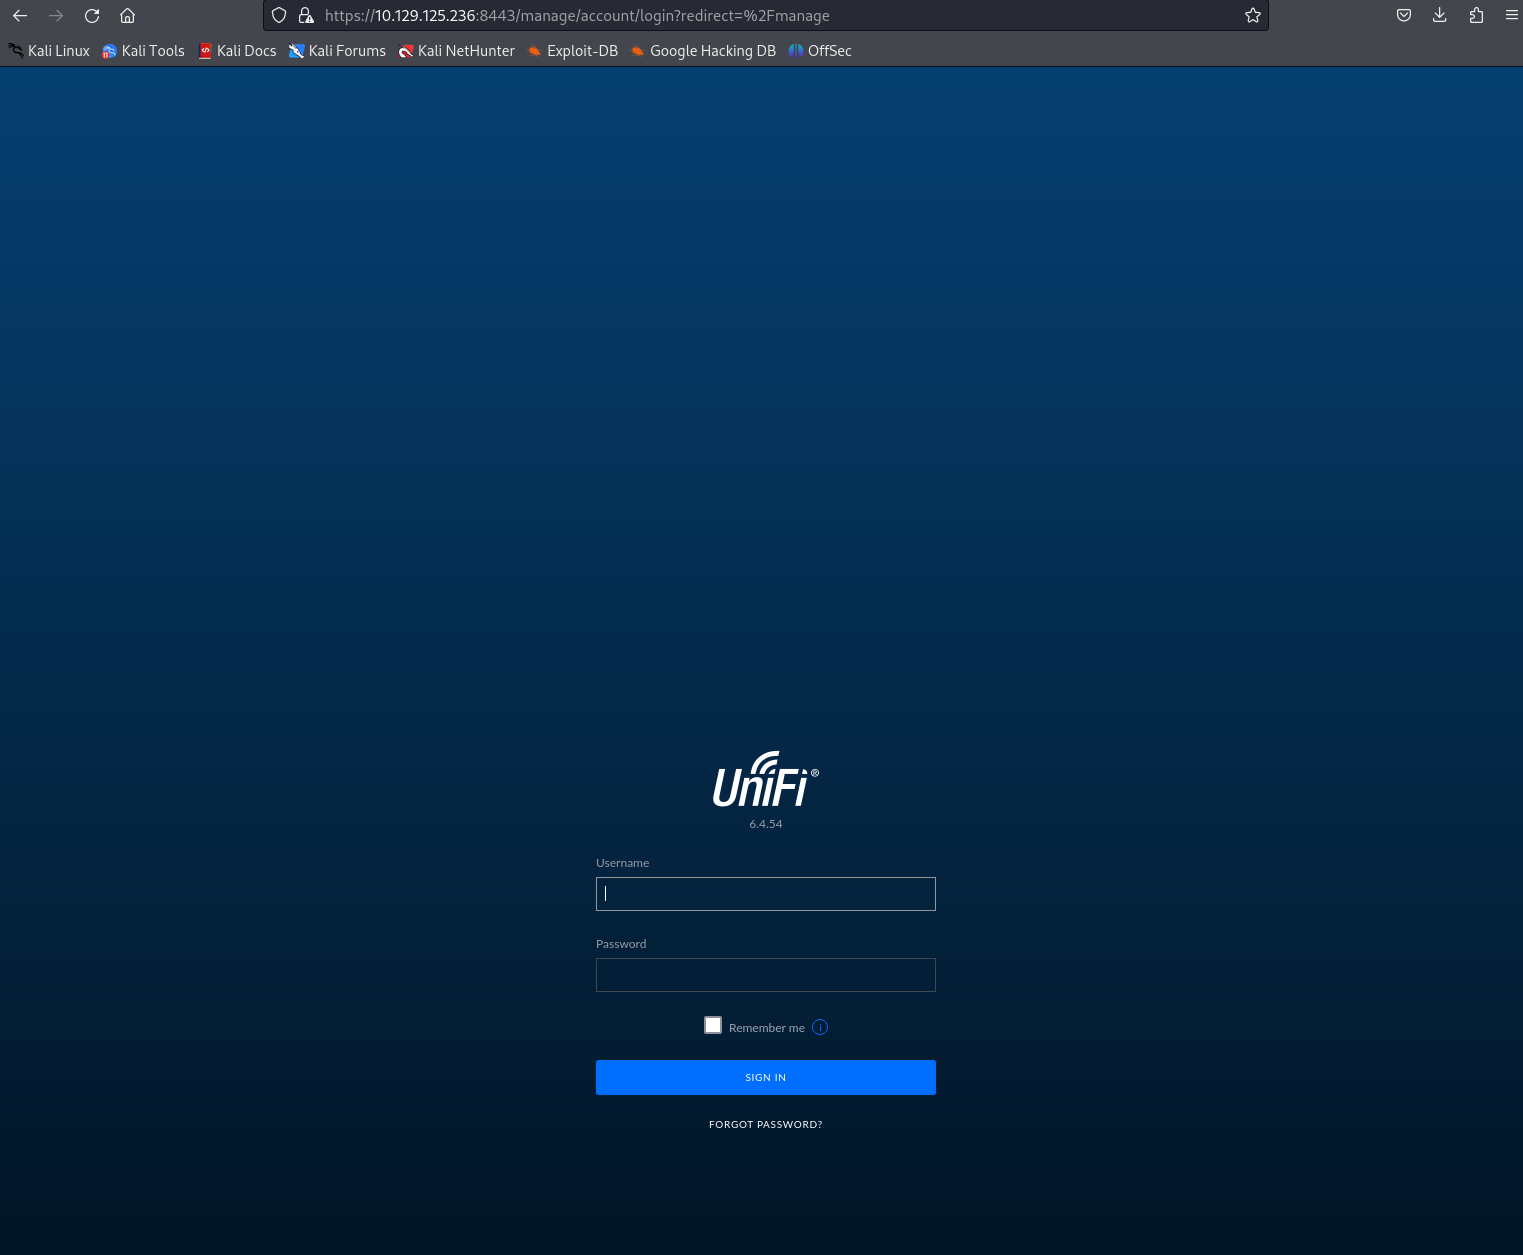 https://10.129.125.236:8443/manage/account/login?redirect=%2Fmanage
Kali Linux Kali Tools Kali Docs Kali Forums Kali NetHunter Exploit-DB Google Hacking DB OffSec
UniFi®
6.4.54
Username
Password
Remember me i
SIGN IN
FORGOT PASSWORD?